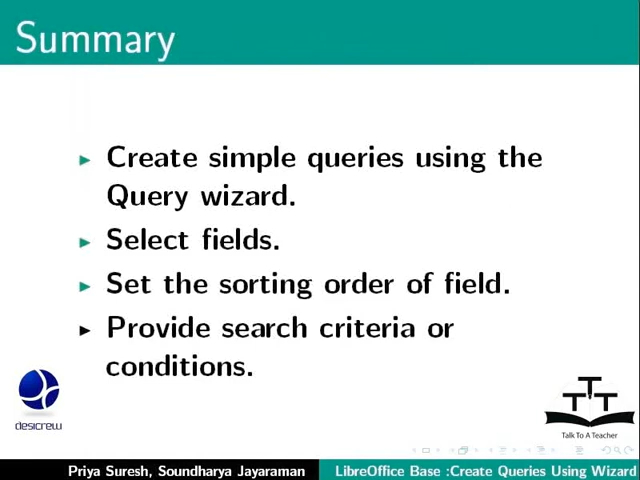 Summary
Create simple queries using the
Query wizard.
Select fields.
Set the sorting order of field.
Provide search criteria or
conditions.
desicrew
TTT
Talk To A Teacher
Priya Suresh, Soundharya Jayaraman
LibreOffice Base :Create Queries Using Wizard